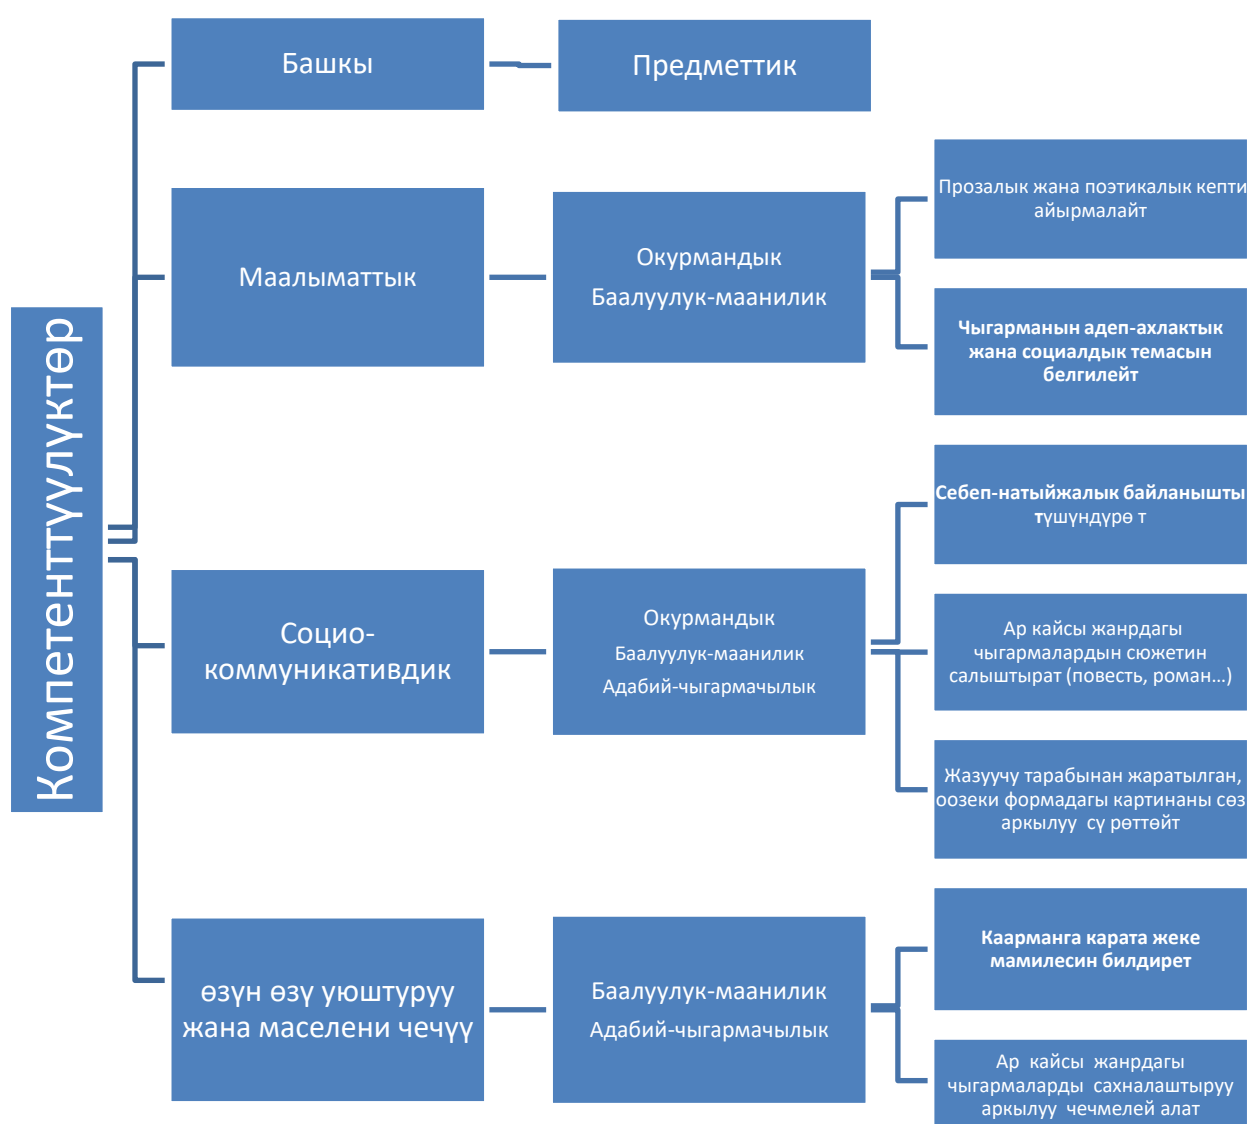 Компетенттүүлүктөр
Башкы
Предметтик
Маалыматтык
Окурмандык
Баалуулук-маанилик
Прозалык жана поэтикалык кепти
айырмалайт
Чыгарманын адеп-ахлактык
жана социалдык темасын
белгилейт
Социо-
коммуникативдик
Окурмандык
Баалуулук-маанилик
Адабий-чыгармачылык
Себеп-натыйжалык байланышты
түшүндүрө т
Ар кайсы жанрдагы
чыгармалардын сюжетин
салыштырат (повесть, роман…)
Жазуучу тарабынан жаратылган,
оозеки формадагы картинаны сөз
аркылуу сү рөттөйт
өзүн өзү уюштуруу
жана маселени чечүү
Баалуулук-маанилик
Адабий-чыгармачылык
Каарманга карата жеке
мамилесин билдирет
Ар кайсы жанрдагы
чыгармаларды сахналаштыруу
аркылуу чечмелей алат